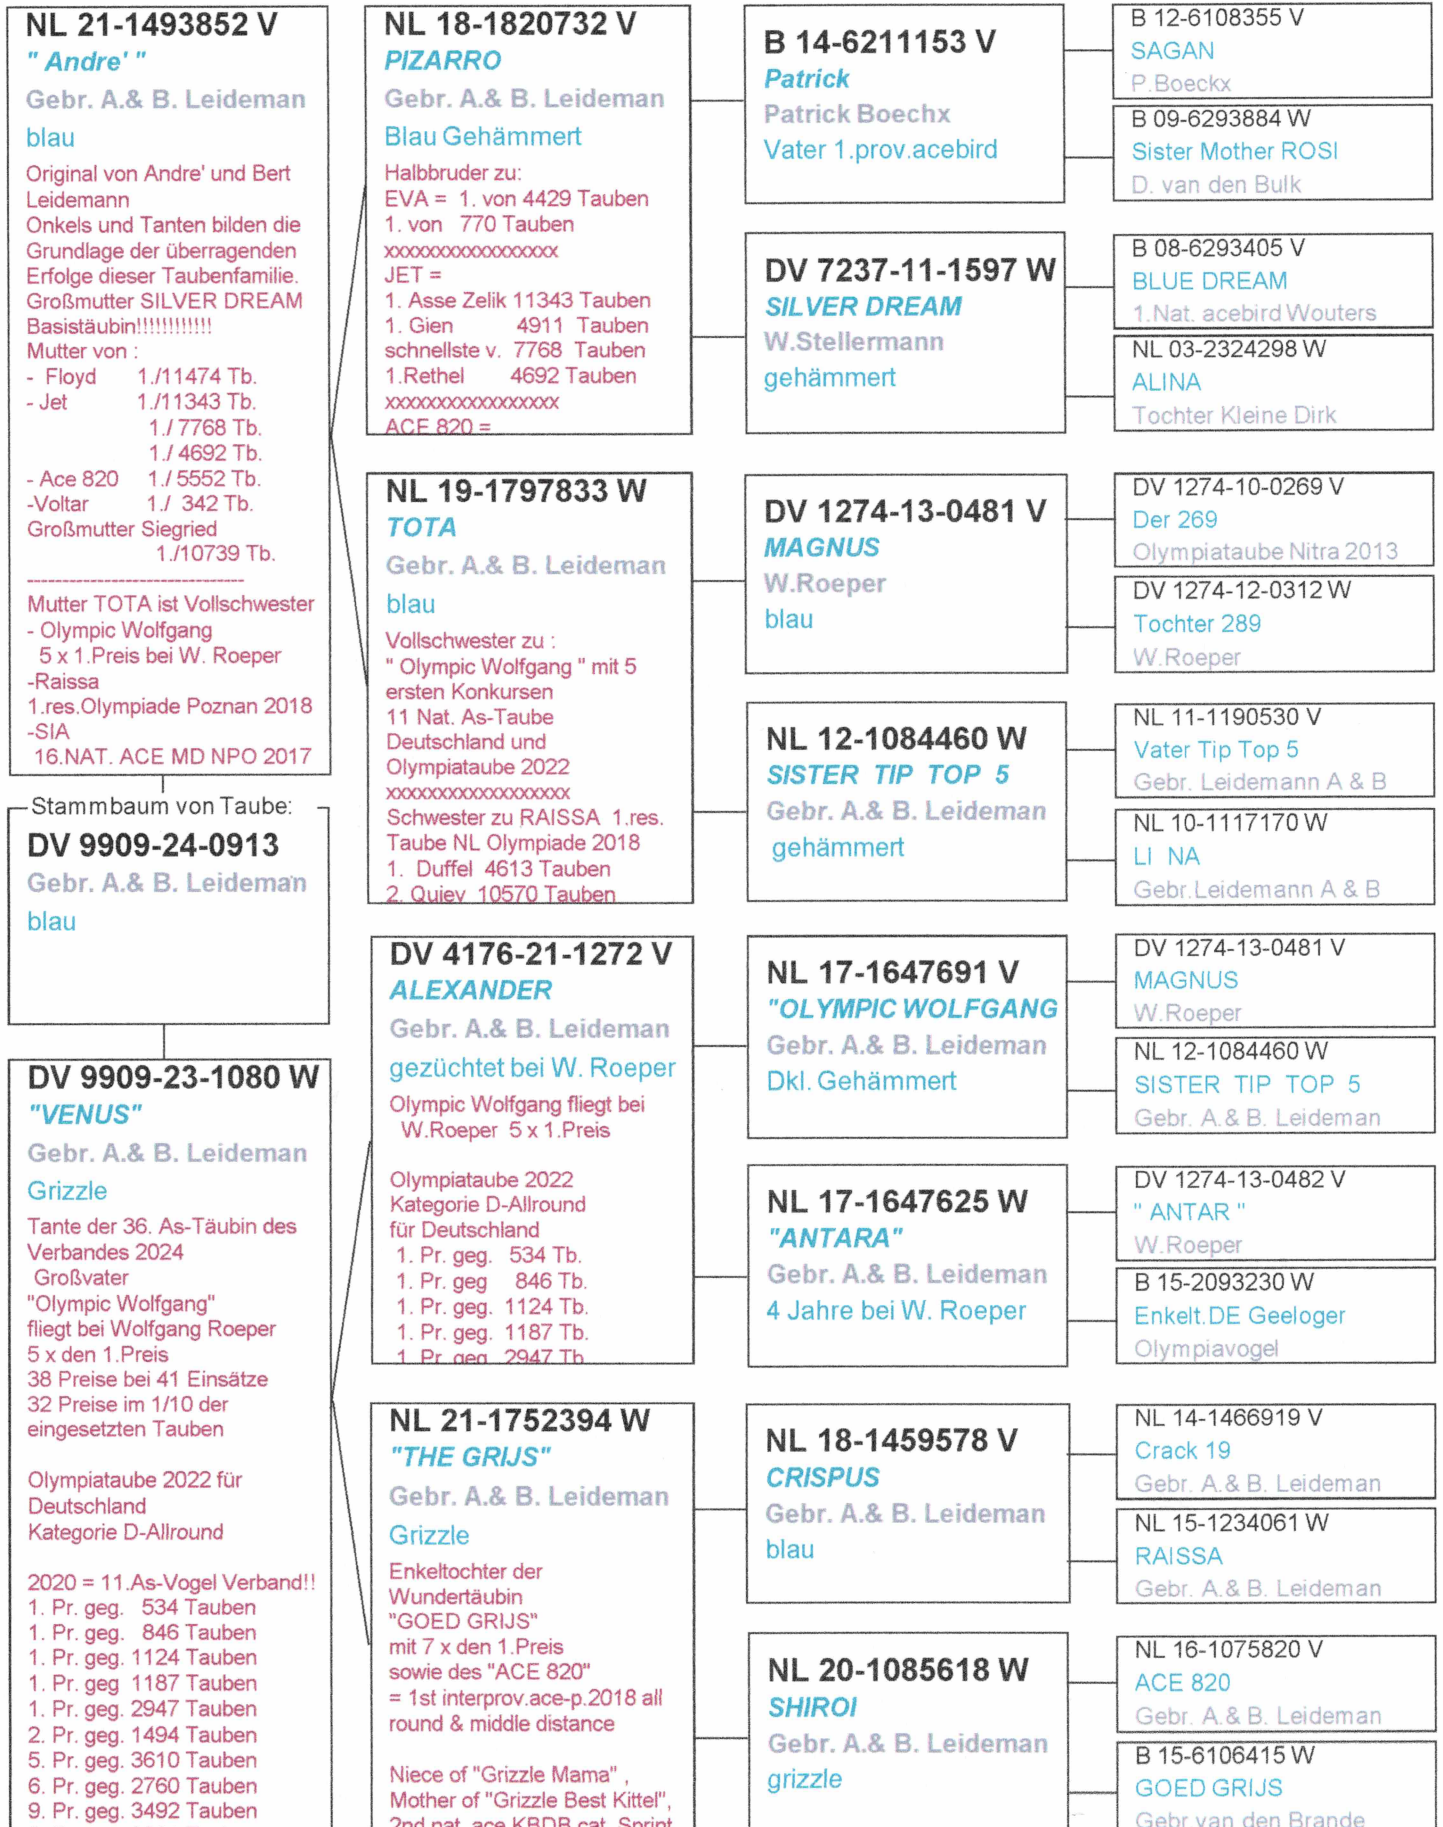 NL 21-1493852 V
" Andre' "
Gebr. A.& B. Leideman
blau
Original von Andre' und Bert
Leidemann
Onkels und Tanten bilden die
Grundlage der überragenden
Erfolge dieser Taubenfamilie.
Großmutter SILVER DREAM
Basistäubin!!!!!!!!!!!!
Mutter von :
- Floyd 1./11474 Tb.
- Jet 1./11343 Tb.
1./ 7768 Tb.
1./ 4692 Tb.
- Ace 820 1./ 5552 Tb.
-Voltar 1./ 342 Tb.
Großmutter Siegried
1./10739 Tb.
-------------------------------
Mutter TOTA ist Vollschwester
- Olympic Wolfgang
5 x 1.Preis bei W. Roeper
-Raissa
1.res.Olympiade Poznan 2018
-SIA
16.NAT. ACE MD NPO 2017
Stammbaum von Taube:
DV 9909-24-0913
Gebr. A.& B. Leideman
blau
DV 9909-23-1080 W
"VENUS"
Gebr. A.& B. Leideman
Grizzle
Tante der 36. As-Täubin des
Verbandes 2024
Großvater
"Olympic Wolfgang"
fliegt bei Wolfgang Roeper
5 x den 1.Preis
38 Preise bei 41 Einsätze
32 Preise im 1/10 der
eingesetzten Tauben
Olympiataube 2022 für
Deutschland
Kategorie D-Allround
2020 = 11.As-Vogel Verband!!
1. Pr. geg. 534 Tauben
1. Pr. geg. 846 Tauben
1. Pr. geg. 1124 Tauben
1. Pr. geg 1187 Tauben
1. Pr. geg. 2947 Tauben
2. Pr. geg. 1494 Tauben
5. Pr. geg. 3610 Tauben
6. Pr. geg. 2760 Tauben
9. Pr. geg. 3492 Tauben
NL 18-1820732 V
PIZARRO
Gebr. A.& B. Leideman
Blau Gehämmert
Halbbruder zu:
EVA = 1. von 4429 Tauben
1. von 770 Tauben
xxxxxxxxxxxxxxxxx
JET =
1. Asse Zelik 11343 Tauben
1. Gien 4911 Tauben
schnellste v. 7768 Tauben
1.Rethel 4692 Tauben
xxxxxxxxxxxxxxxxx
ACE 820 =
NL 19-1797833 W
TOTA
Gebr. A.& B. Leideman
blau
Vollschwester zu :
" Olympic Wolfgang " mit 5
ersten Konkursen
11 Nat. As-Taube
Deutschland und
Olympiataube 2022
xxxxxxxxxxxxxxxxxx
Schwester zu RAISSA 1.res.
Taube NL Olympiade 2018
1. Duffel 4613 Tauben
2. Quiev 10570 Tauben
DV 4176-21-1272 V
ALEXANDER
Gebr. A.& B. Leideman
gezüchtet bei W. Roeper
Olympic Wolfgang fliegt bei
W.Roeper 5 x 1.Preis
Olympiataube 2022
Kategorie D-Allround
für Deutschland
1. Pr. geg. 534 Tb.
1. Pr. geg 846 Tb.
1. Pr. geg. 1124 Tb.
1. Pr. geg. 1187 Tb.
1. Pr. geg. 2947 Tb.
NL 21-1752394 W
"THE GRIJS"
Gebr. A.& B. Leideman
Grizzle
Enkeltochter der
Wundertäubin
"GOED GRIJS"
mit 7 x den 1.Preis
sowie des "ACE 820"
= 1st interprov.ace-p.2018 all
round & middle distance
Niece of "Grizzle Mama" ,
Mother of "Grizzle Best Kittel",
2nd nat. ace KBDB cat. Sprint
B 14-6211153 V
Patrick
Patrick Boechx
Vater 1.prov.acebird
DV 7237-11-1597 W
SILVER DREAM
W.Stellermann
gehämmert
DV 1274-13-0481 V
MAGNUS
W.Roeper
blau
NL 12-1084460 W
SISTER TIP TOP 5
Gebr. A.& B. Leideman
gehämmert
NL 17-1647691 V
"OLYMPIC WOLFGANG
Gebr. A.& B. Leideman
Dkl. Gehämmert
NL 17-1647625 W
"ANTARA"
Gebr. A.& B. Leideman
4 Jahre bei W. Roeper
NL 18-1459578 V
CRISPUS
Gebr. A.& B. Leideman
blau
NL 20-1085618 W
SHIROI
Gebr. A.& B. Leideman
grizzle
B 12-6108355 V
SAGAN
P.Boeckx
B 09-6293884 W
Sister Mother ROSI
D. van den Bulk
B 08-6293405 V
BLUE DREAM
1.Nat. acebird Wouters
NL 03-2324298 W
ALINA
Tochter Kleine Dirk
DV 1274-10-0269 V
Der 269
Olympiataube Nitra 2013
DV 1274-12-0312 W
Tochter 289
W.Roeper
NL 11-1190530 V
Vater Tip Top 5
Gebr. Leidemann A & B
NL 10-1117170 W
LI NA
Gebr.Leidemann A & B
DV 1274-13-0481 V
MAGNUS
W.Roeper
NL 12-1084460 W
SISTER TIP TOP 5
Gebr. A.& B. Leideman
DV 1274-13-0482 V
" ANTAR "
W.Roeper
B 15-2093230 W
Enkelt.DE Geeloger
Olympiavogel
NL 14-1466919 V
Crack 19
Gebr. A.& B. Leideman
NL 15-1234061 W
RAISSA
Gebr. A.& B. Leideman
NL 16-1075820 V
ACE 820
Gebr. A.& B. Leideman
B 15-6106415 W
GOED GRIJS
Gebr van den Brande